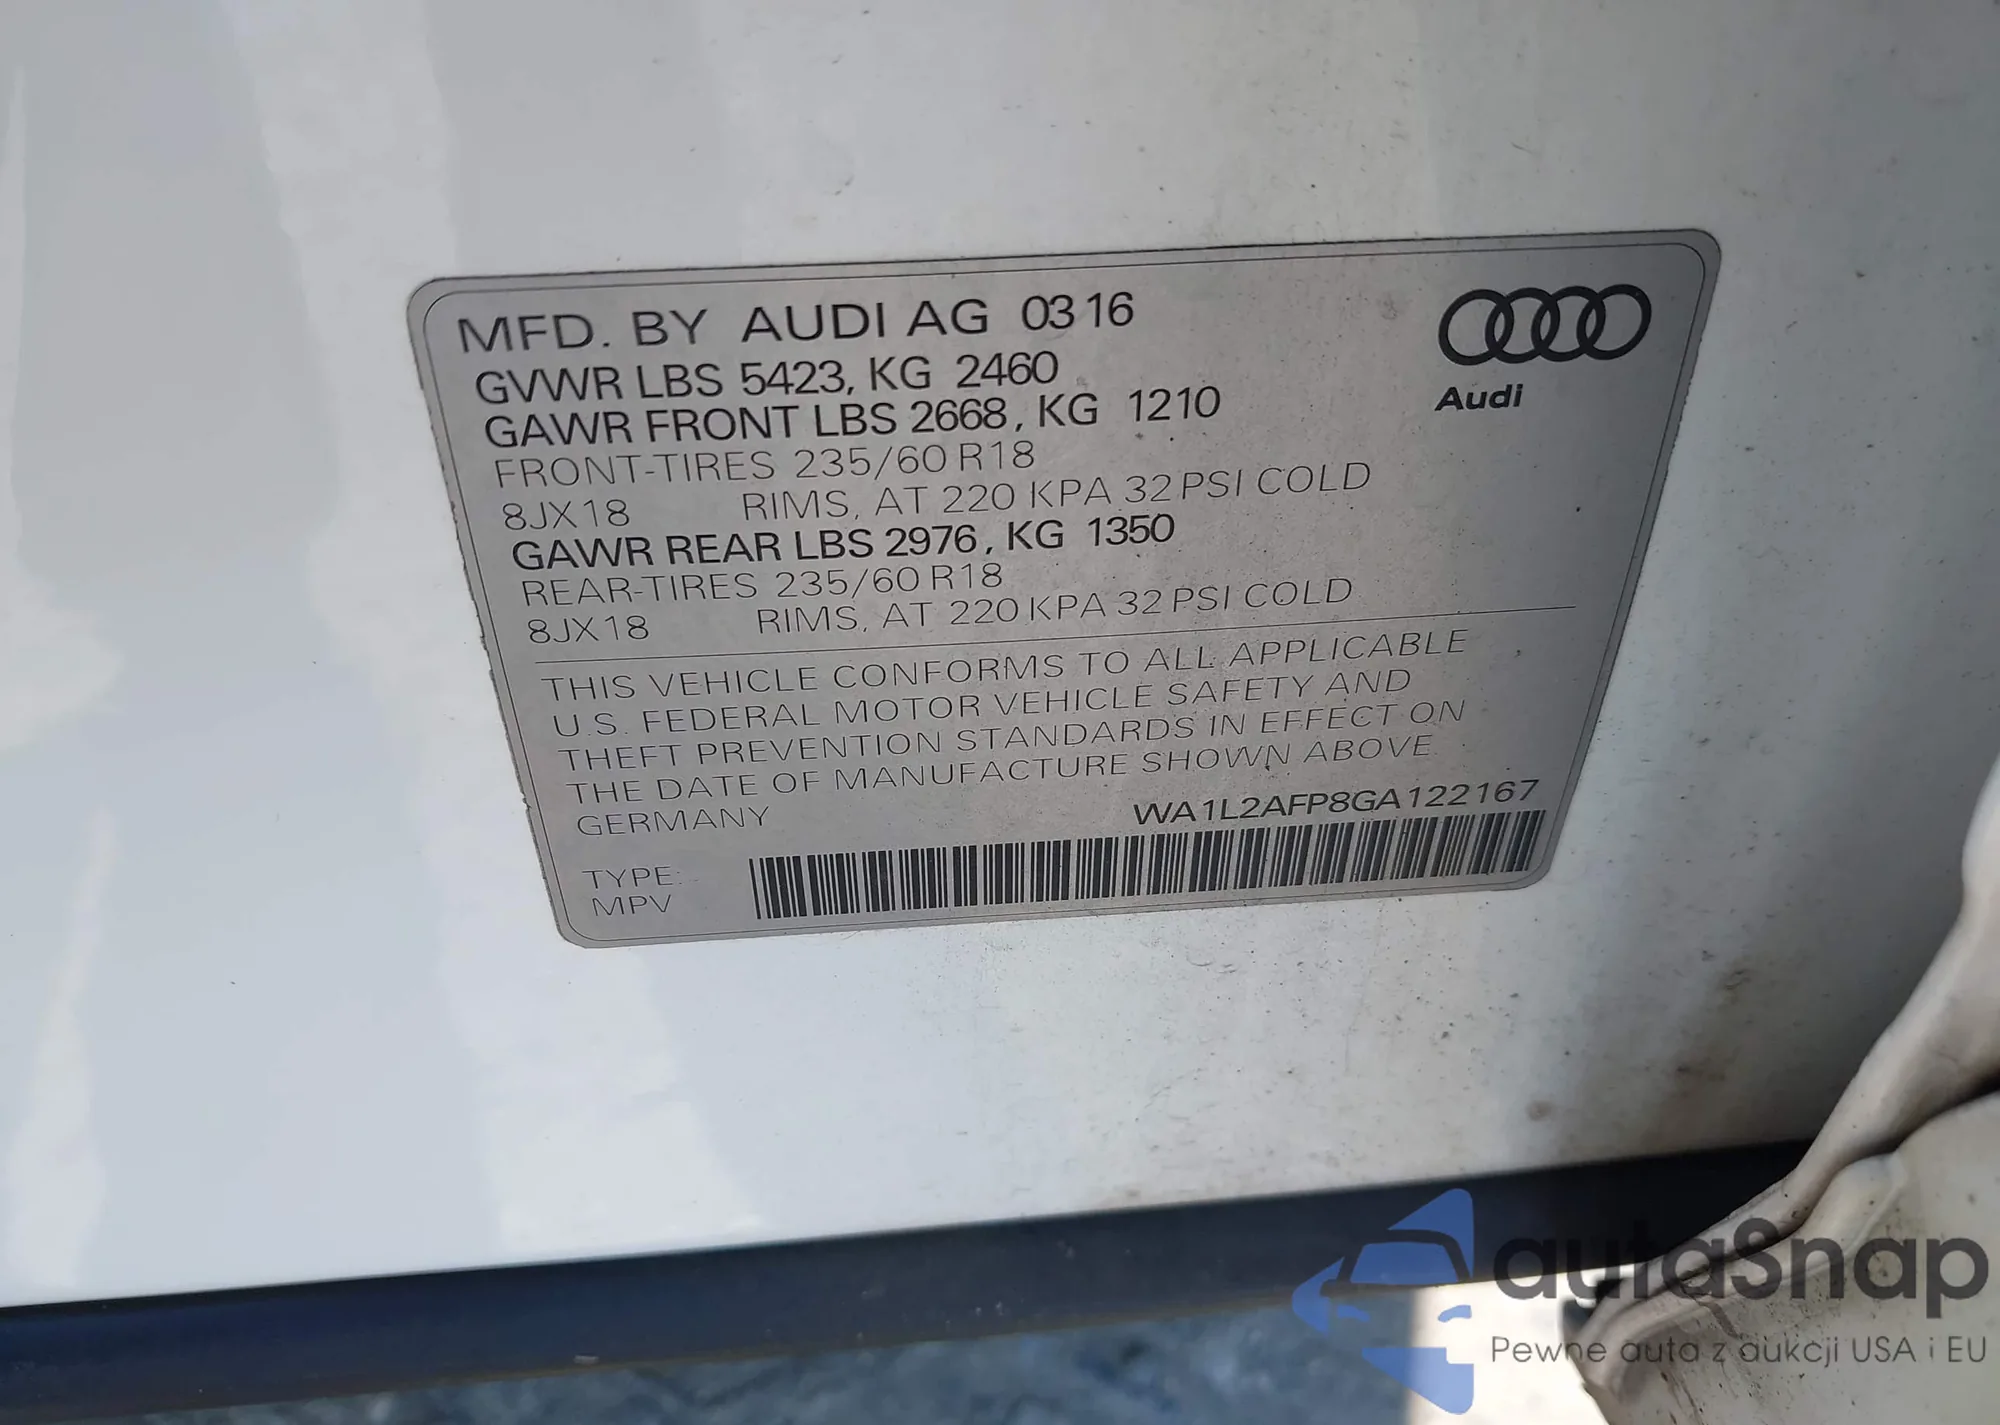 MFD. BY AUDI AG 03 16
GVWR LBS 5423, KG 2460
GAWR FRONT LBS 2668, KG 1210
FRONT-TIRES 235/60 R18
8JX18 RIMS, AT 220 KPA 32 PSI COLD
GAWR REAR LBS 2976, KG 1350
REAR-TIRES 235/60 R18
8JX18 RIMS, AT 220 KPA 32 PSI COLD
Audi
THIS VEHICLE CONFORMS TO ALL APPLICABLE
U.S. FEDERAL MOTOR VEHICLE SAFETY AND
THEFT PREVENTION STANDARDS IN EFFECT ON
THE DATE OF MANUFACTURE SHOWN ABOVE.
GERMANY WA1L2AFP8GA122167
TYPE:
MPV
autaSnap
Pewne auta z aukcji USA i EU